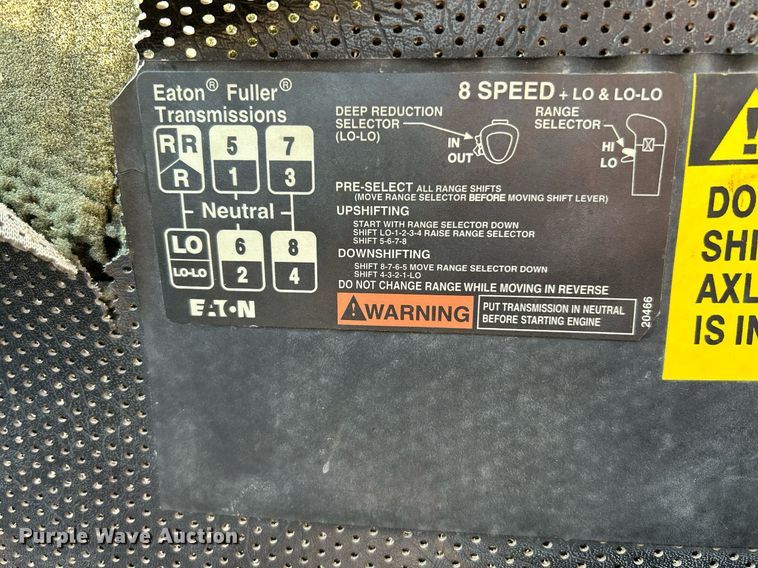 Eaton® Fuller®
Transmissions
8 SPEED + LO & LO-LO
DEEP REDUCTION
SELECTOR
(LO-LO)
IN
OUT
RANGE
SELECTOR
HI
LO
R R 5 7
R 1 3
Neutral
LO 6 8
LO-LO 2 4
EATON
PRE-SELECT ALL RANGE SHIFTS
(MOVE RANGE SELECTOR BEFORE MOVING SHIFT LEVER)
UPSHIFTING
START WITH RANGE SELECTOR DOWN
SHIFT LO-1-2-3-4 RAISE RANGE SELECTOR
SHIFT 5-6-7-8
DOWNSHIFTING
SHIFT 8-7-6-5 MOVE RANGE SELECTOR DOWN
SHIFT 4-3-2-1-LO
DO NOT CHANGE RANGE WHILE MOVING IN REVERSE
WARNING
PUT TRANSMISSION IN NEUTRAL
BEFORE STARTING ENGINE
20466
DO
SHI
AXL
IS IN
Purple Wave Auction